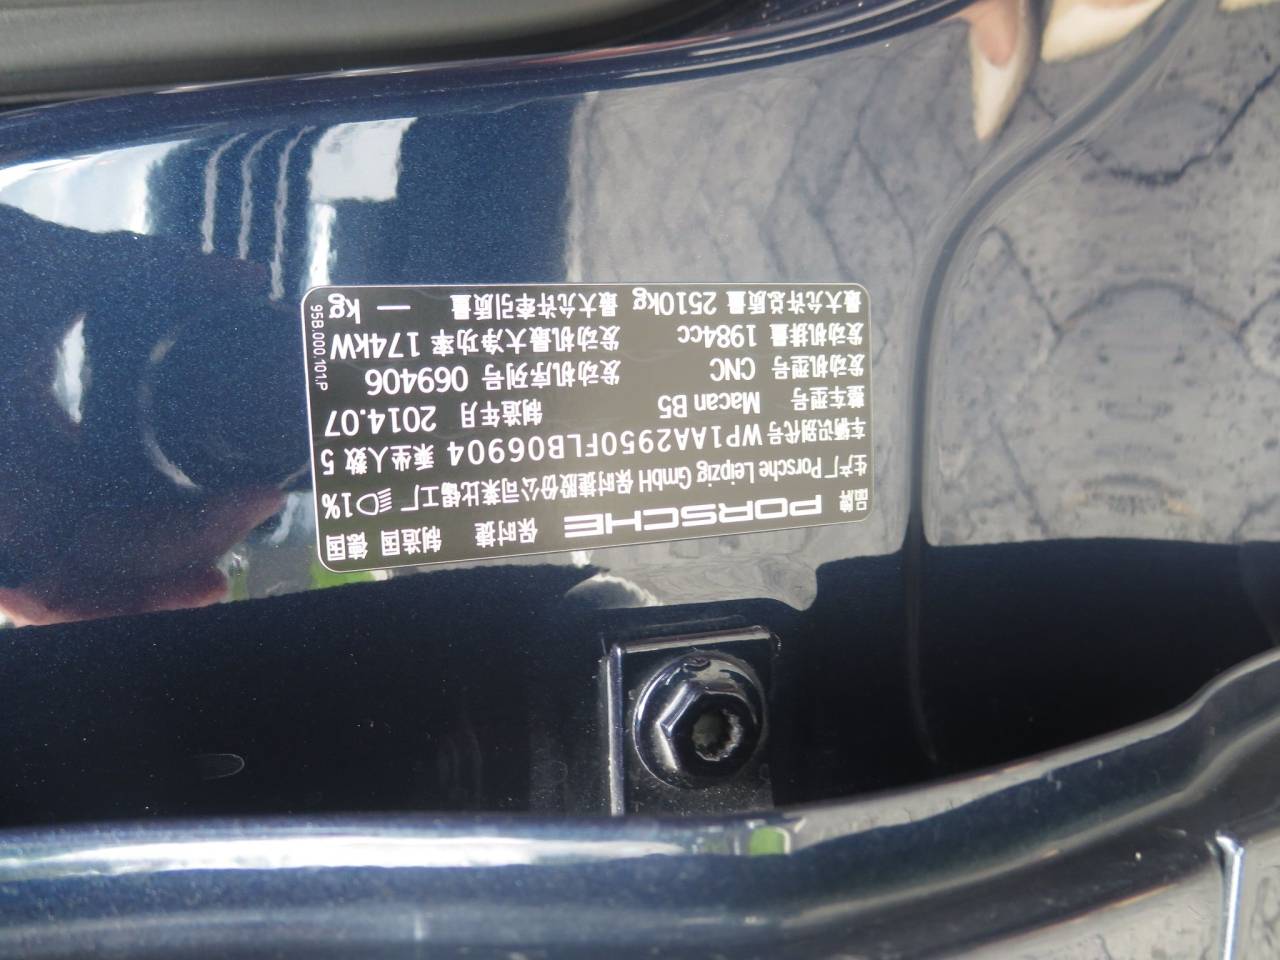 品牌 PORSCHE 保时捷 制造国 德国
生产厂 Porsche Leipzig GmbH 保时捷股份公司莱比锡工厂 1%
车辆识别代号 WP1AA2950FLB06904 乘坐人数 5
整车型号 Macan B5 制造年月 2014.07
发动机型号 CNC 发动机序列号 069406
发动机排量 1984cc 发动机最大净功率 174kW
最大允许总质量 2510kg 最大允许牵引质量 — kg
95B.000.101.P